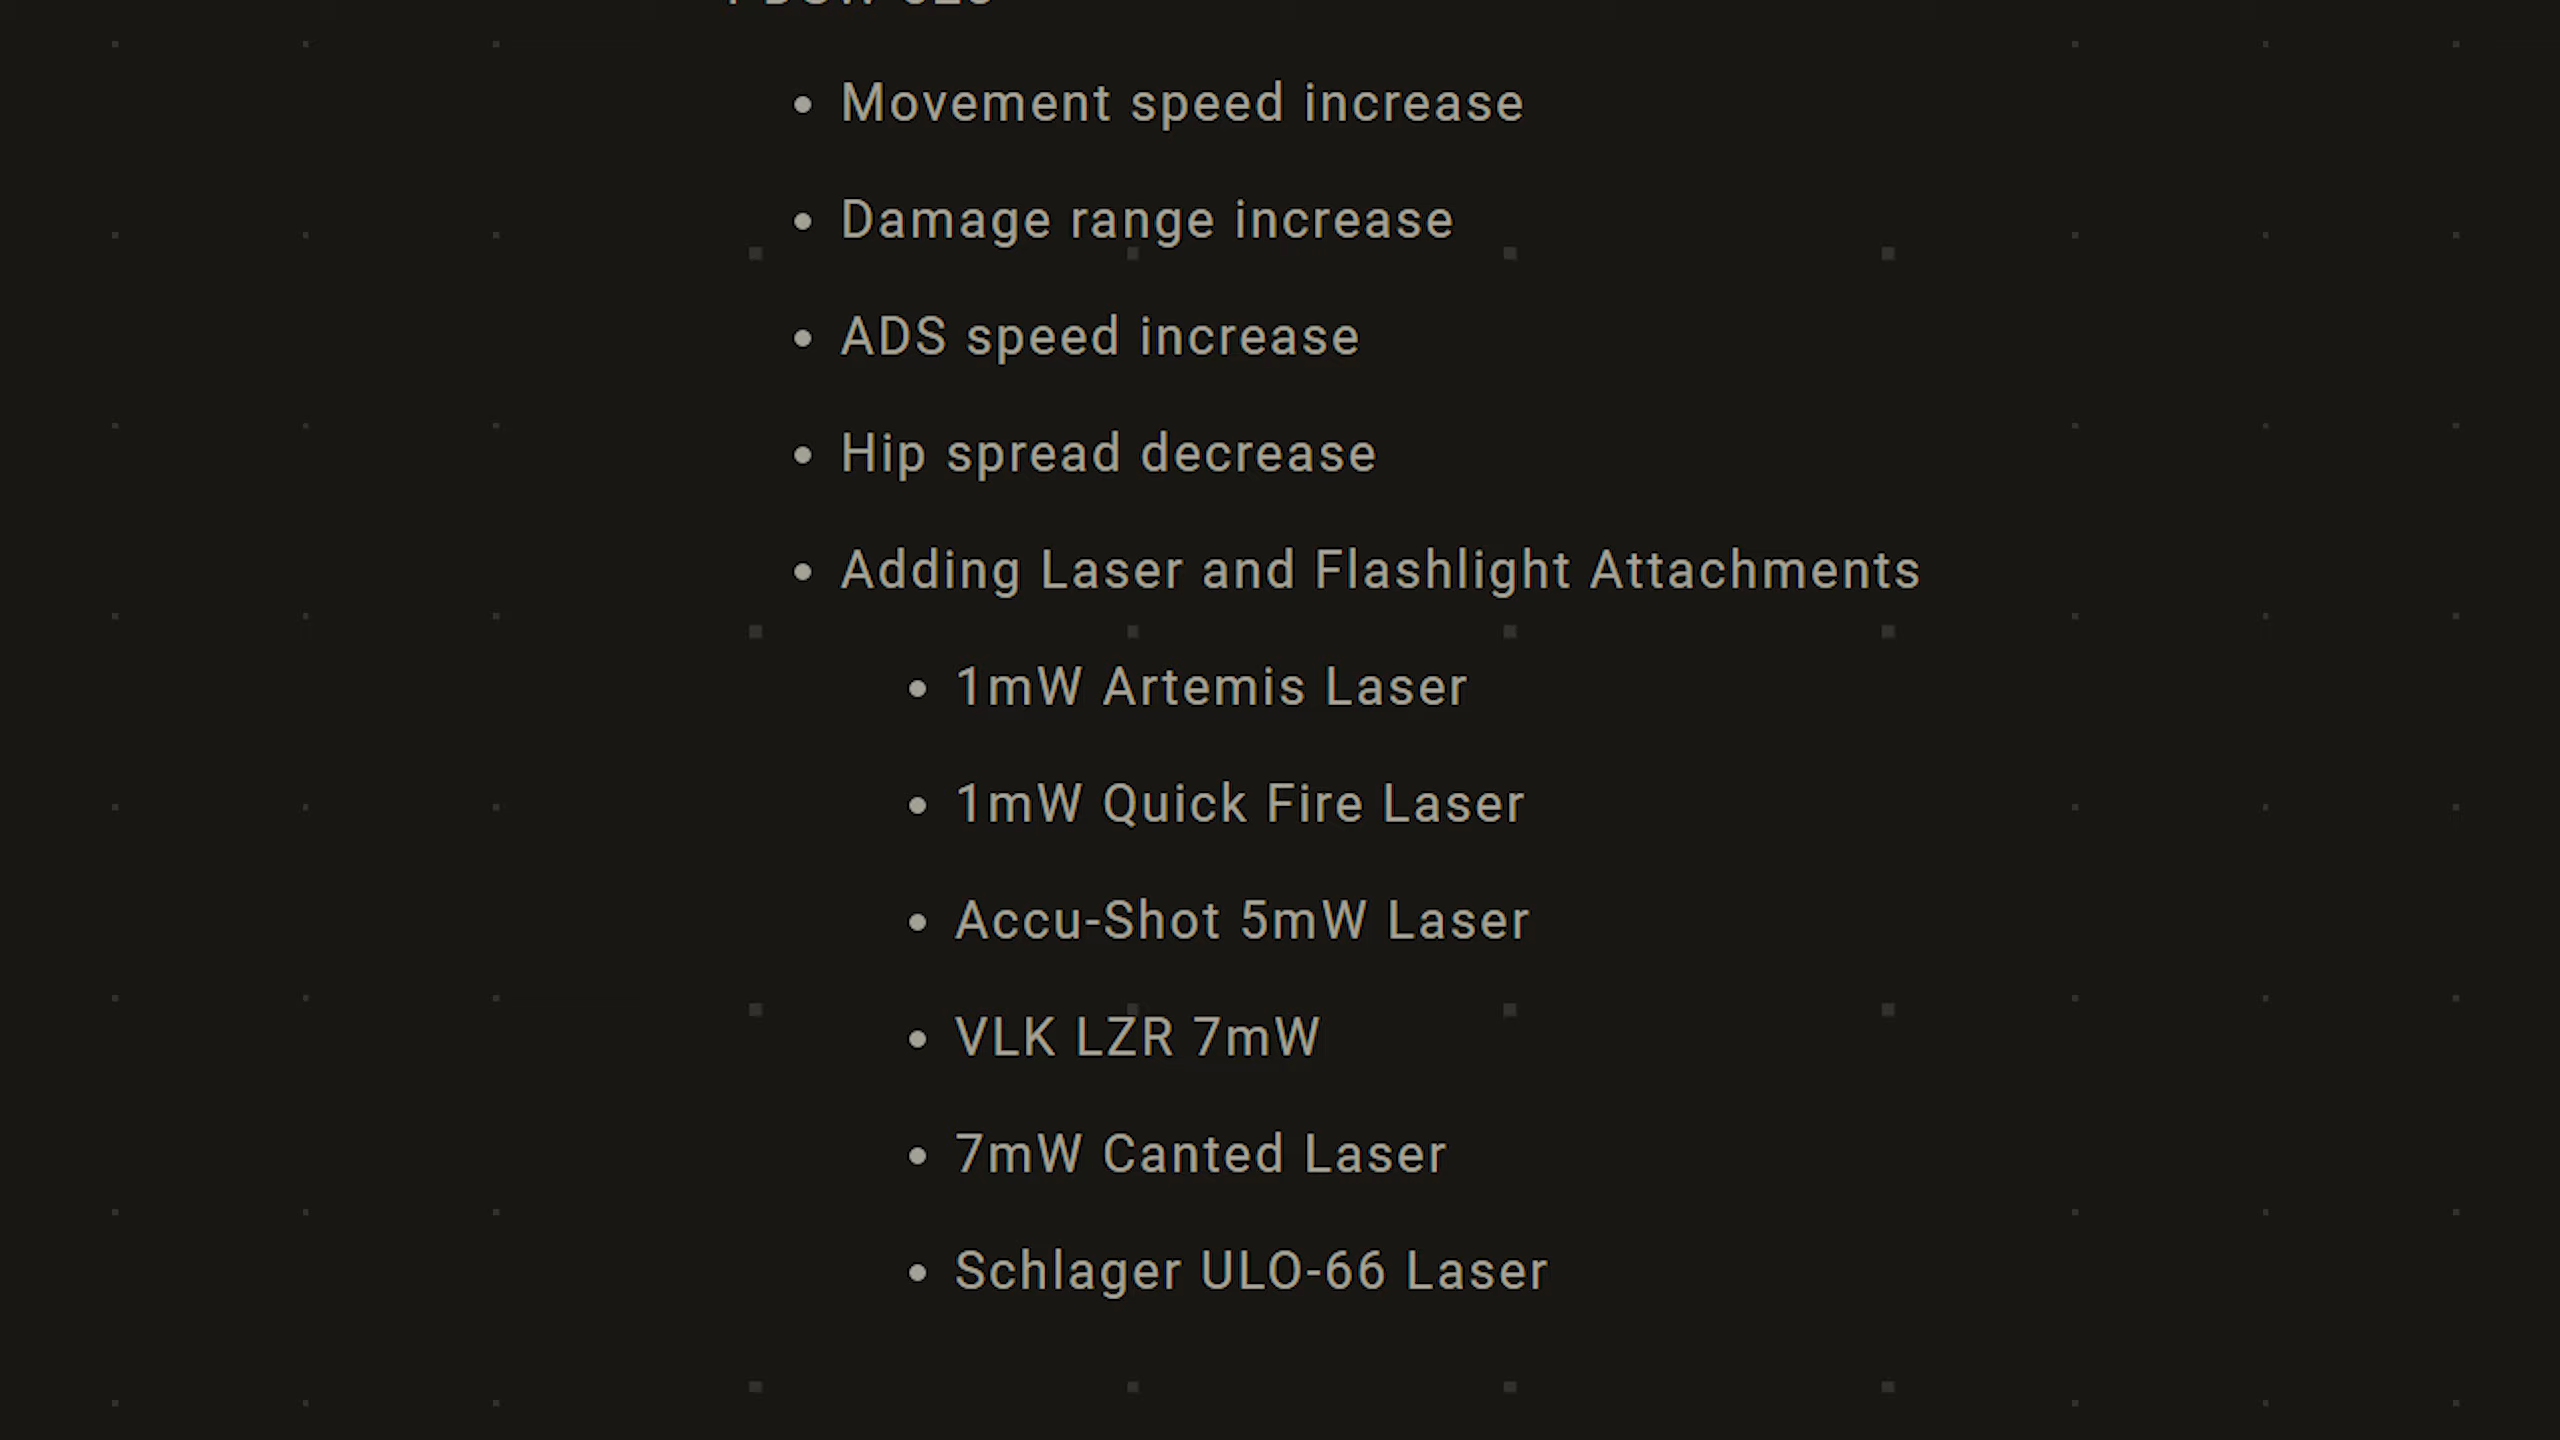 Movement speed increase
Damage range increase
ADS speed increase
Hip spread decrease
Adding Laser and Flashlight Attachments
1mW Artemis Laser
1mW Quick Fire Laser
Accu-Shot 5mW Laser
VLK LZR 7mW
7mW Canted Laser
Schlager ULO-66 Laser